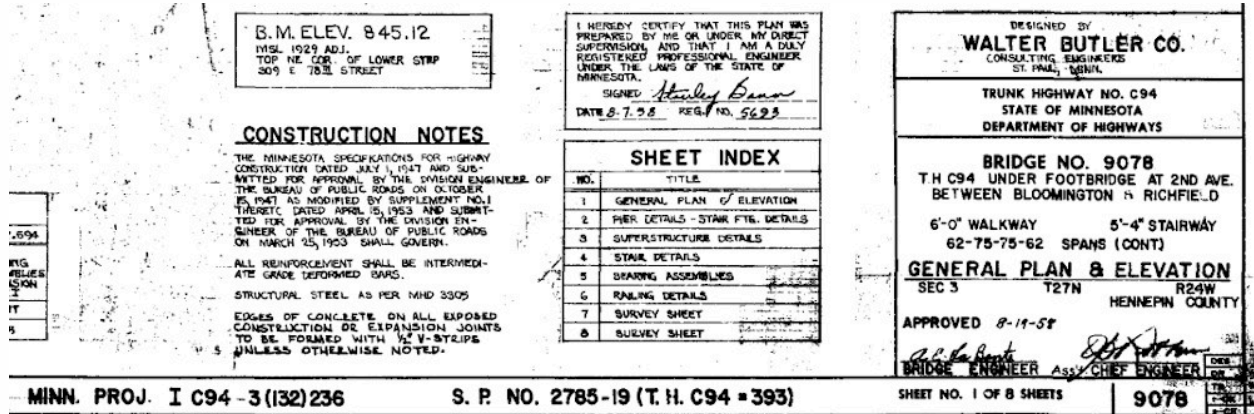 B.M. ELEV. 845.12
MSL 1929 ADJ.
TOP NE COR. OF LOWER STEP
309 E 78TH STREET
CONSTRUCTION NOTES
THE MINNESOTA SPECIFICATIONS FOR HIGHWAY
CONSTRUCTION DATED JULY 1, 1947 AND SUB-
MITTED FOR APPROVAL BY THE DIVISION ENGINEER OF
THE BUREAU OF PUBLIC ROADS ON OCTOBER
15, 1947 AS MODIFIED BY SUPPLEMENT NO. 1
THERETO DATED APRIL 15, 1953 AND SUBMIT-
TED FOR APPROVAL BY THE DIVISION EN-
GINEER OF THE BUREAU OF PUBLIC ROADS
ON MARCH 25, 1953 SHALL GOVERN.
ALL REINFORCEMENT SHALL BE INTERMEDI-
ATE GRADE DEFORMED BARS.
STRUCTURAL STEEL AS PER MHD 3305
EDGES OF CONCRETE ON ALL EXPOSED
CONSTRUCTION OR EXPANSION JOINTS
TO BE FORMED WITH 1/2" V-STRIPS
UNLESS OTHERWISE NOTED.
I HEREBY CERTIFY THAT THIS PLAN WAS
PREPARED BY ME OR UNDER MY DIRECT
SUPERVISION, AND THAT I AM A DULY
REGISTERED PROFESSIONAL ENGINEER
UNDER THE LAWS OF THE STATE OF
MINNESOTA.
SIGNED
DATE 8-7-58 REG. NO. 5693
SHEET INDEX
NO. TITLE
1 GENERAL PLAN & ELEVATION
2 PIER DETAILS - STAIR FTG. DETAILS
3 SUPERSTRUCTURE DETAILS
4 STAIR DETAILS
5 BEARING ASSEMBLIES
6 RAILING DETAILS
7 SURVEY SHEET
8 SURVEY SHEET
DESIGNED BY
WALTER BUTLER CO.
CONSULTING ENGINEERS
ST. PAUL, MINN.
TRUNK HIGHWAY NO. C94
STATE OF MINNESOTA
DEPARTMENT OF HIGHWAYS
BRIDGE NO. 9078
T.H C94 UNDER FOOTBRIDGE AT 2ND AVE.
BETWEEN BLOOMINGTON & RICHFIELD
6'-0" WALKWAY 5'-4" STAIRWAY
62-75-75-62 SPANS (CONT)
GENERAL PLAN & ELEVATION
SEC 3 T27N R24W
HENNEPIN COUNTY
APPROVED 8-19-58
BRIDGE ENGINEER ASS'T CHIEF ENGINEER
MINN. PROJ. I C94-3(132)236
S. P. NO. 2785-19 (T. H. C94 = 393)
SHEET NO. 1 OF 8 SHEETS
9078